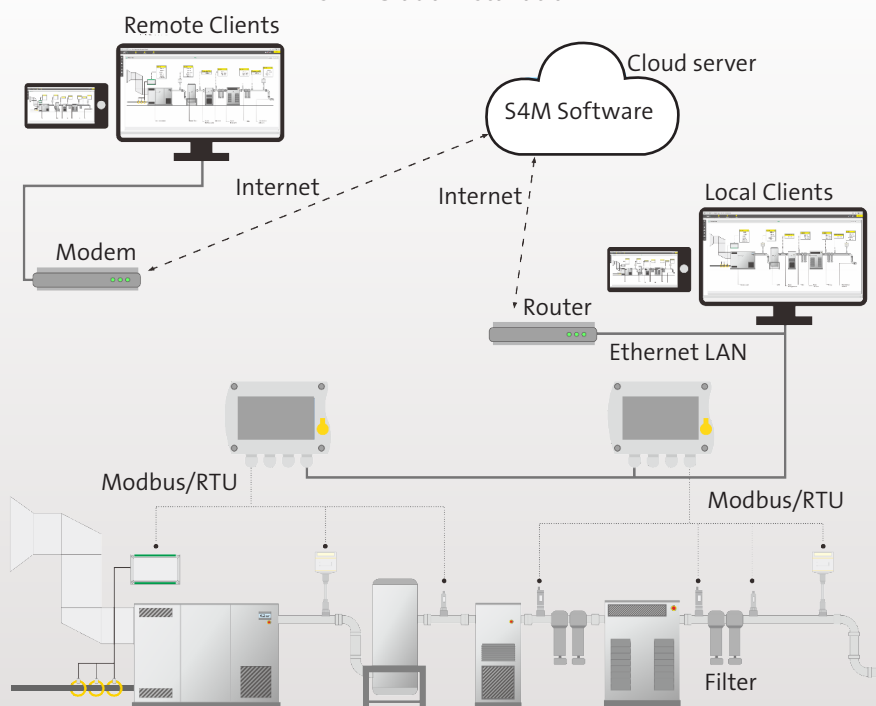 Remote Clients
Cloud server
S4M Software
Internet
Internet
Local Clients
Modem
Router
Ethernet LAN
Modbus/RTU
Modbus/RTU
Filter